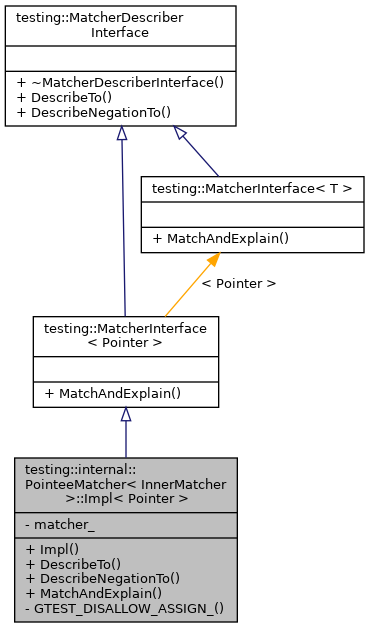 testing::MatcherDescriber
Interface
+ ~MatcherDescriberInterface()
+ DescribeTo()
+ DescribeNegationTo()
testing::MatcherInterface< T >
+ MatchAndExplain()
< Pointer >
testing::MatcherInterface
< Pointer >
+ MatchAndExplain()
testing::internal::
PointeeMatcher< InnerMatcher
>::Impl< Pointer >
- matcher_
+ Impl()
+ DescribeTo()
+ DescribeNegationTo()
+ MatchAndExplain()
- GTEST_DISALLOW_ASSIGN_()